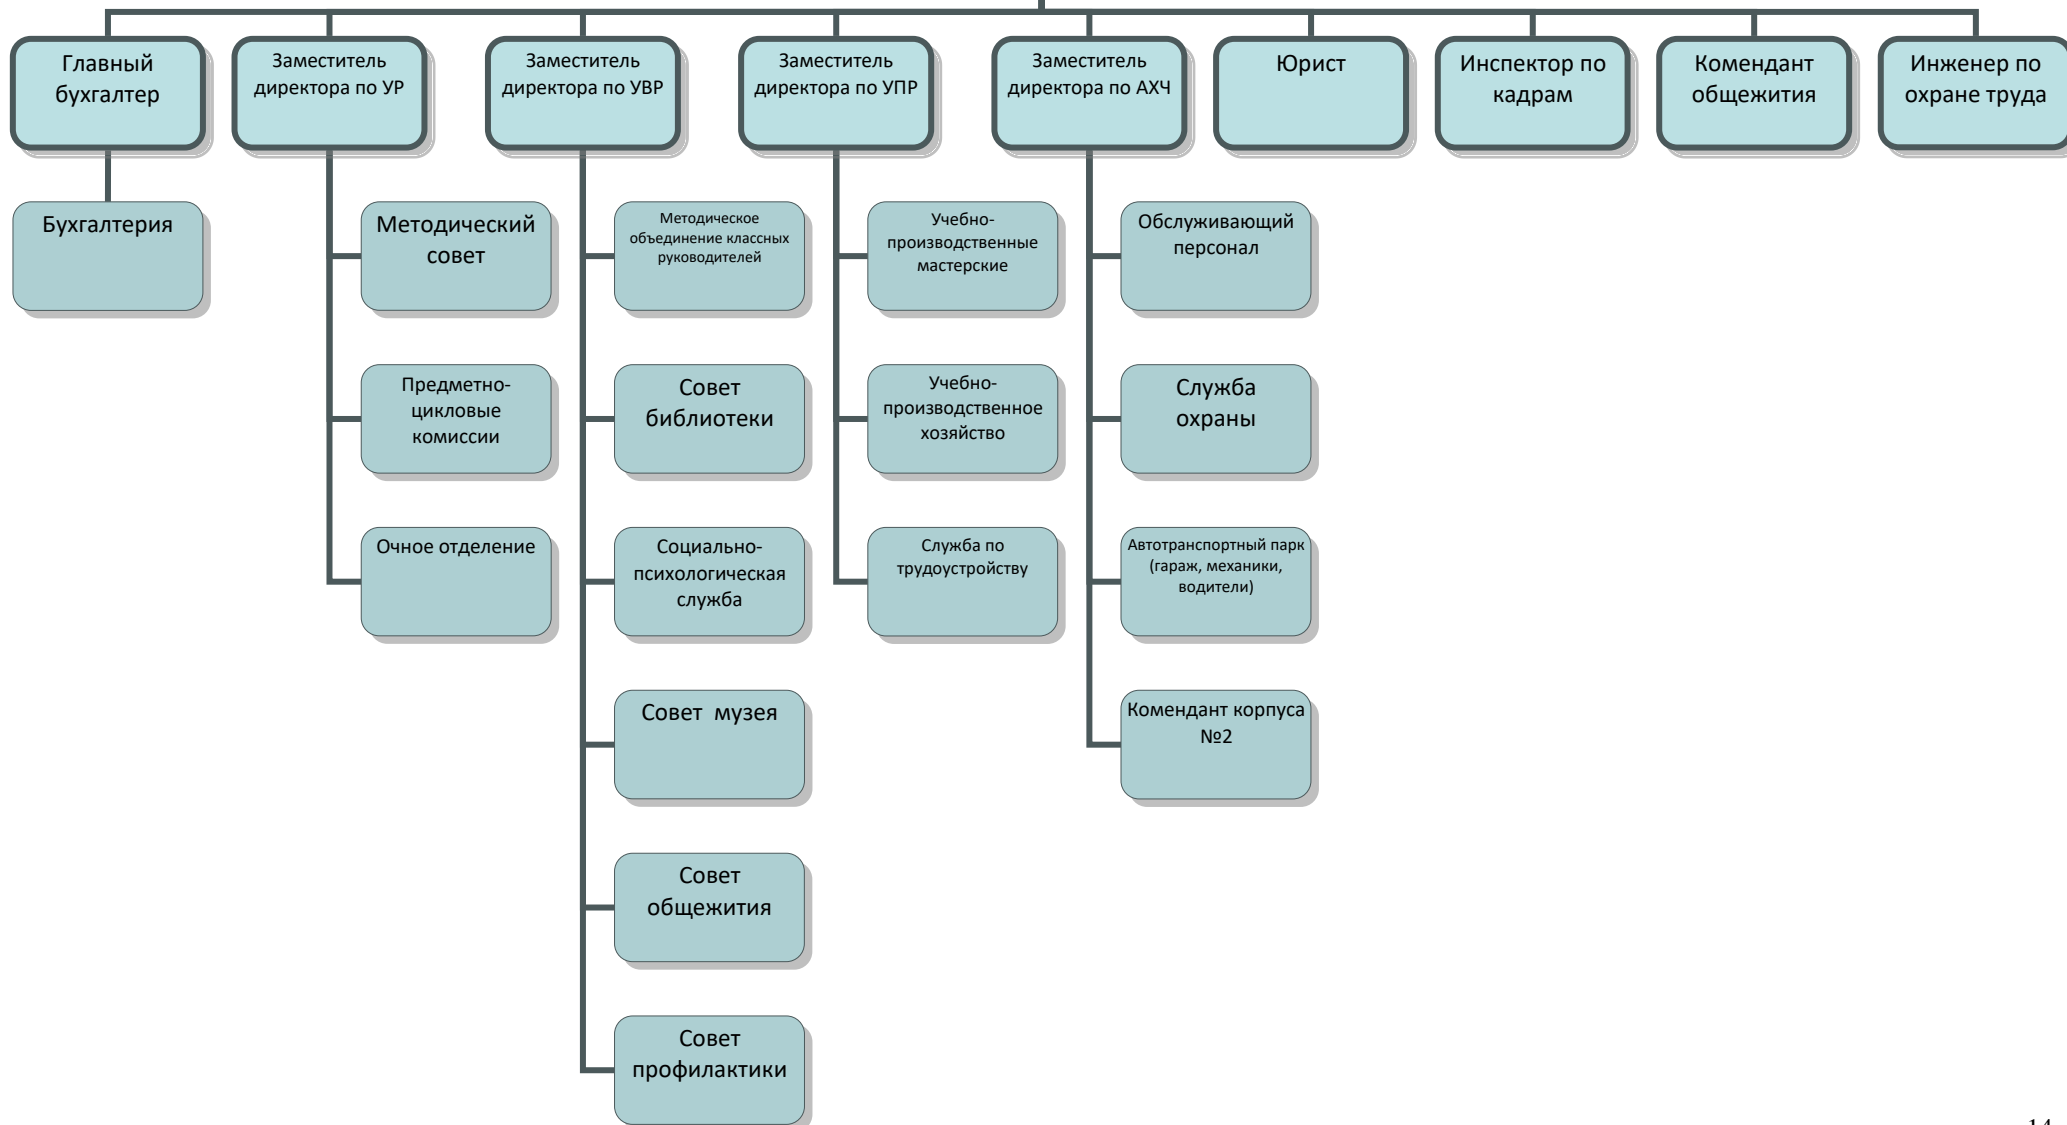 Главный
бухгалтер
Заместитель
директора по УР
Заместитель
директора по УВР
Заместитель
директора по УПР
Заместитель
директора по АХЧ
Юрист
Инспектор по
кадрам
Комендант
общежития
Инженер по
охране труда
Бухгалтерия
Методический
совет
Методическое
объединение классных
руководителей
Учебно-
производственные
мастерские
Обслуживающий
персонал
Предметно-
цикловые
комиссии
Совет
библиотеки
Учебно-
производственное
хозяйство
Служба
охраны
Очное отделение
Социально-
психологическая
служба
Служба по
трудоустройству
Автотранспортный парк
(гараж, механики,
водители)
Совет музея
Комендант корпуса
№2
Совет
общежития
Совет
профилактики
14